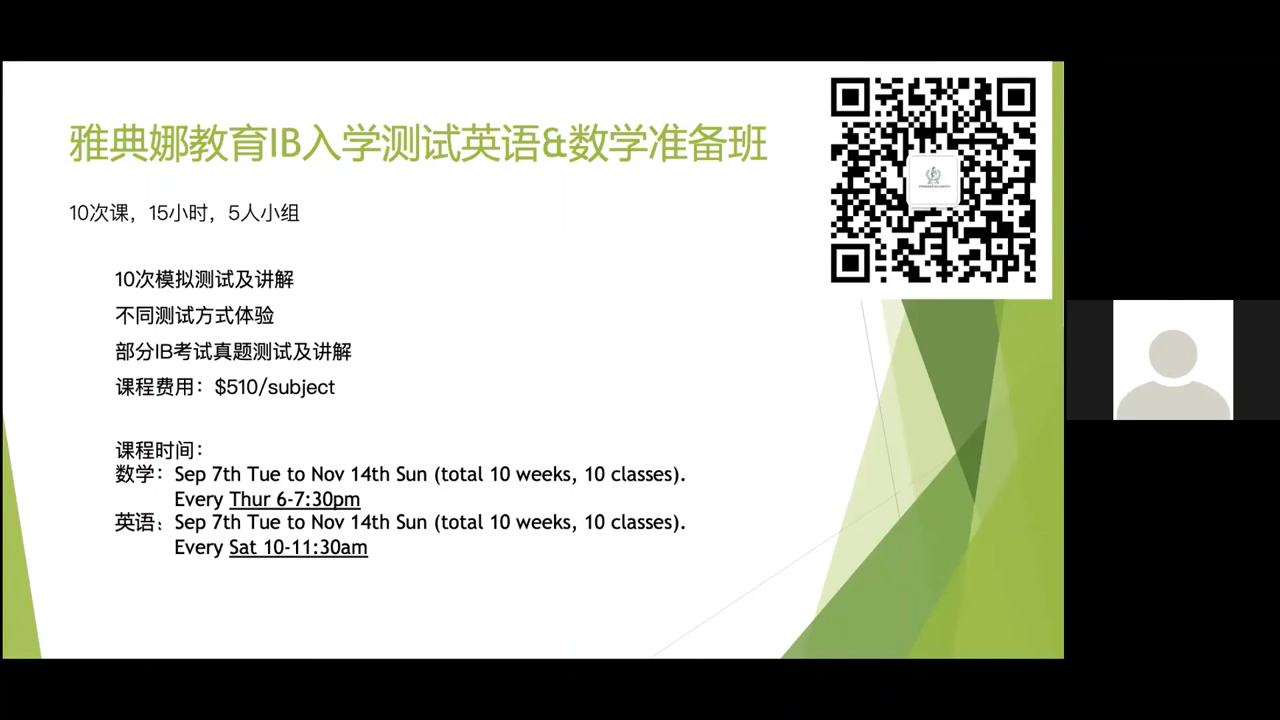 雅典娜教育IB入学测试英语&数学准备班
10次课，15小时，5人小组
10次模拟测试及讲解
不同测试方式体验
部分IB考试真题测试及讲解
课程费用：$510/subject
课程时间：
数学：Sep 7th Tue to Nov 14th Sun (total 10 weeks, 10 classes).
Every Thur 6-7:30pm
英语：Sep 7th Tue to Nov 14th Sun (total 10 weeks, 10 classes).
Every Sat 10-11:30am